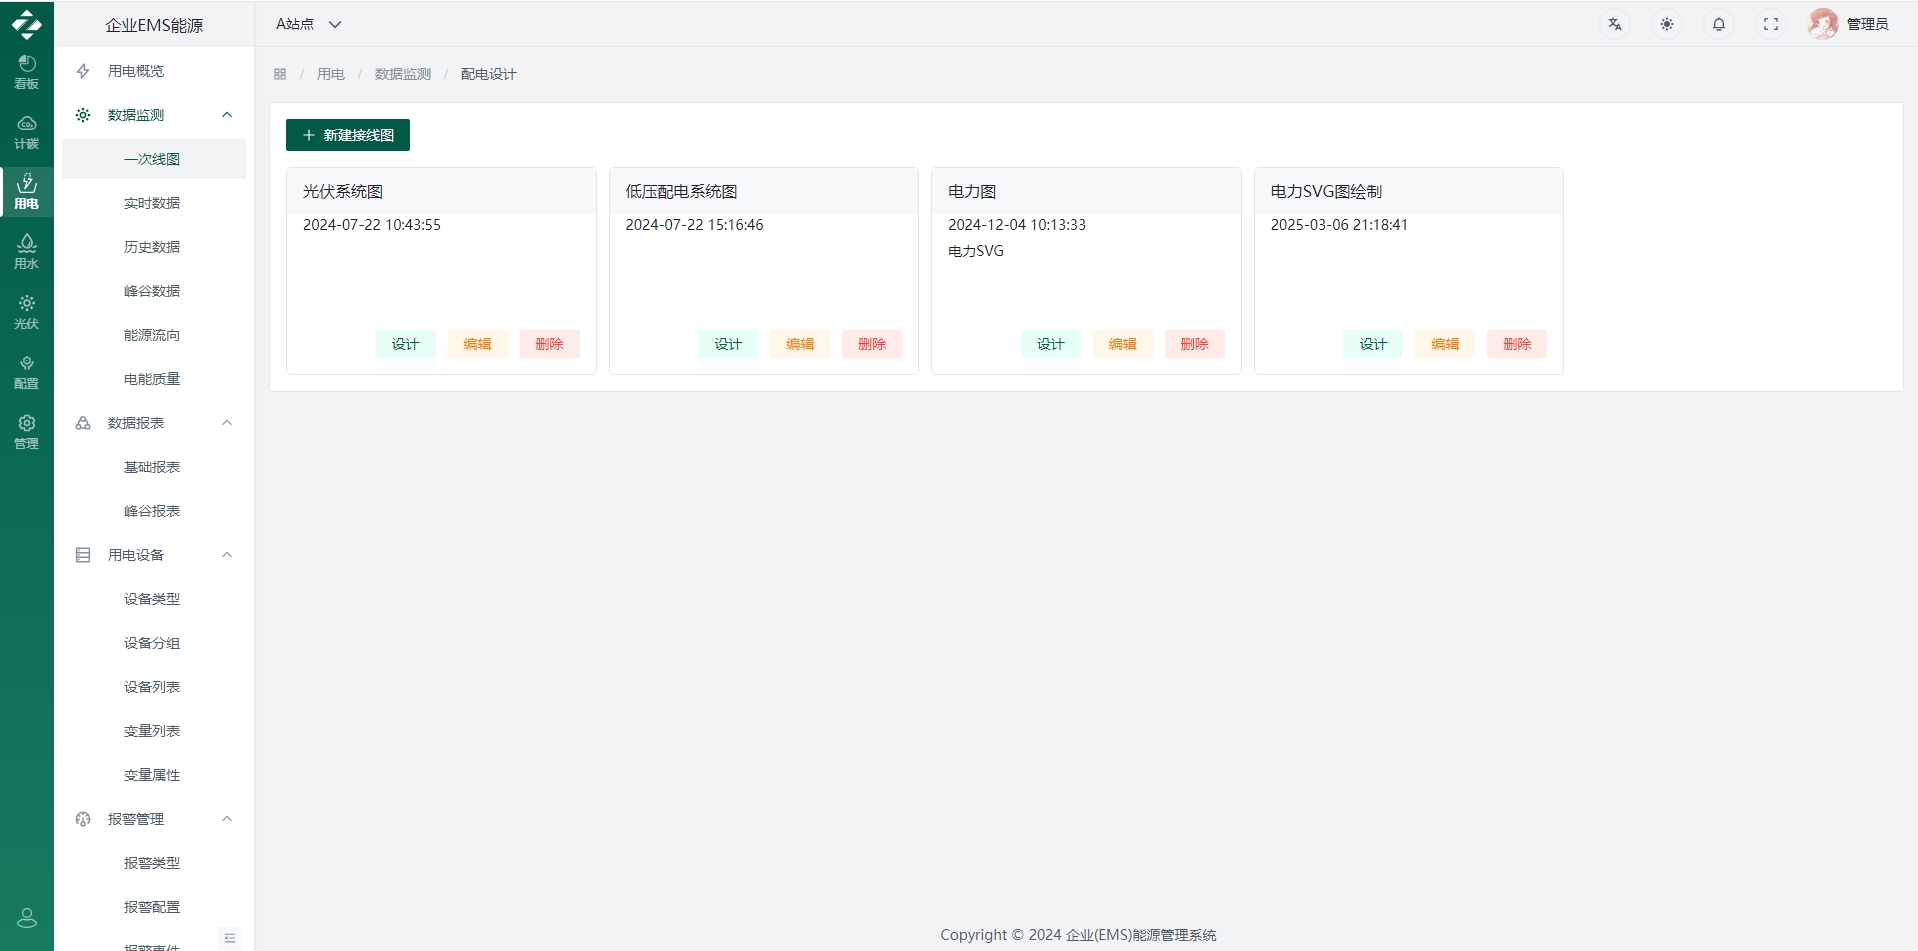 企业EMS能源
A站点
管理员
看板
计碳
用电
用水
光伏
配置
管理
用电概览
数据监测
一次线图
实时数据
历史数据
峰谷数据
能源流向
电能质量
数据报表
基础报表
峰谷报表
用电设备
设备类型
设备分组
设备列表
变量列表
变量属性
报警管理
报警类型
报警配置
报警事件
用电 / 数据监测 / 配电设计
新建接线图
光伏系统图
2024-07-22 10:43:55
设计 编辑 删除
低压配电系统图
2024-07-22 15:16:46
设计 编辑 删除
电力图
2024-12-04 10:13:33
电力SVG
设计 编辑 删除
电力SVG图绘制
2025-03-06 21:18:41
设计 编辑 删除
Copyright © 2024 企业(EMS)能源管理系统